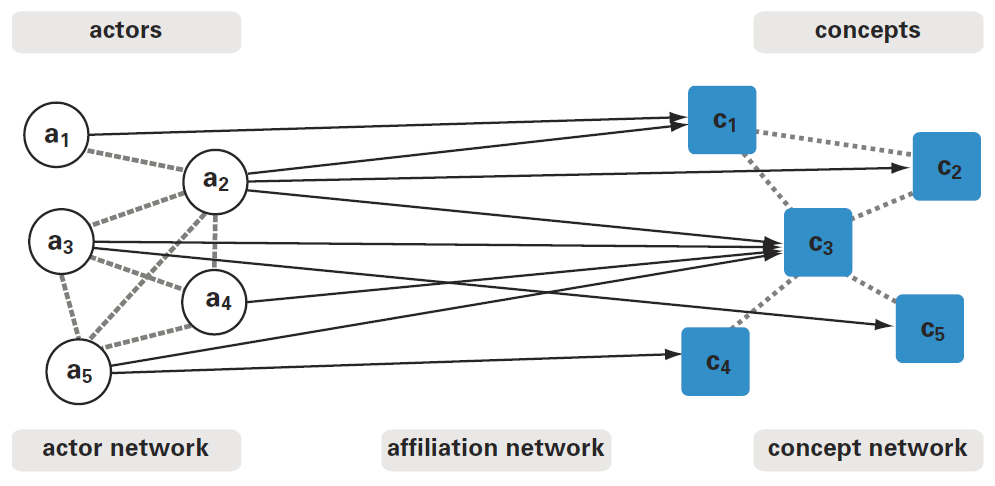 actors
concepts
a1
c1
a2
c2
a3
c3
a4
c5
c4
a5
actor network
affiliation network
concept network